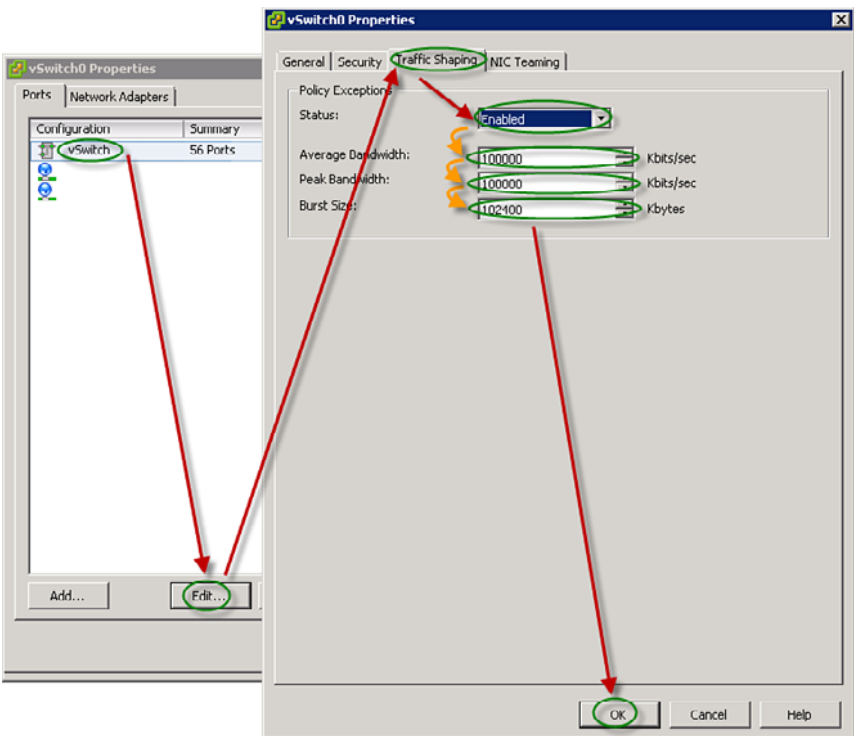 vSwitch0 Properties
Ports Network Adapters
Configuration Summary
vSwitch 56 Ports
Add... Edit...
vSwitch0 Properties
General Security Traffic Shaping NIC Teaming
Policy Exceptions
Status: Enabled
Average Bandwidth: 100000 Kbits/sec
Peak Bandwidth: 100000 Kbits/sec
Burst Size: 102400 Kbytes
OK Cancel Help